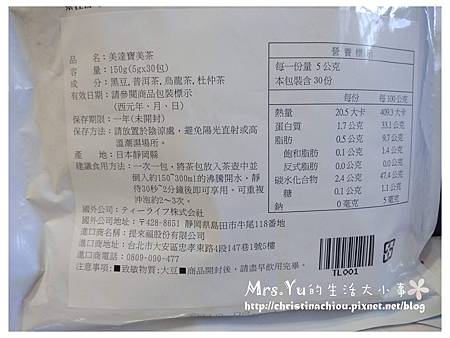 品　　名：美達寶美茶
容　　量：150g(5gx30包)
成　　分：黑豆, 普洱茶, 烏龍茶, 杜仲茶
有效日期：請參閱商品包裝標示
(西元年、月、日)
保存期限：一年(未開封)
保存方法：請放置於陰涼處，避免陽光直射或高
溫潮濕場所。
產　　地：日本靜岡縣
建議食用方法：一次一包，將茶包放入茶壺中並
倒入約150~300ml的沸騰開水，靜
待30秒~2分鐘後即可享用，可重複
沖泡約2~3次。
國外公司：ティーライフ株式会社
國外公司地址：〒428-8651 静岡県島田市牛尾118番地
進口商名稱：提來福股份有限公司
進口商地址：台北市大安區忠孝東路4段147巷1號5樓
進口商電話：0809-090-477
注意事項：■致敏物質:大豆■商品開封後，請盡早飲用完畢。
營養標示
每一份量 5 公克
本包裝含 30份
每份　每 100公克
熱量　20.5 大卡　409.3 大卡
蛋白質　1.7 公克　33.1 公克
脂肪　0.5 公克　9.7 公克
飽和脂肪　0.1 公克　1.4 公克
反式脂肪　0.0 公克　0.0 公克
碳水化合物　2.4 公克　47.4 公克
糖　0.2 公克　4.1 公克
鈉　0 毫克　5 毫克
TL001
Mrs.Yu的生活大小事
http://christinachiou.pixnet.net/blog